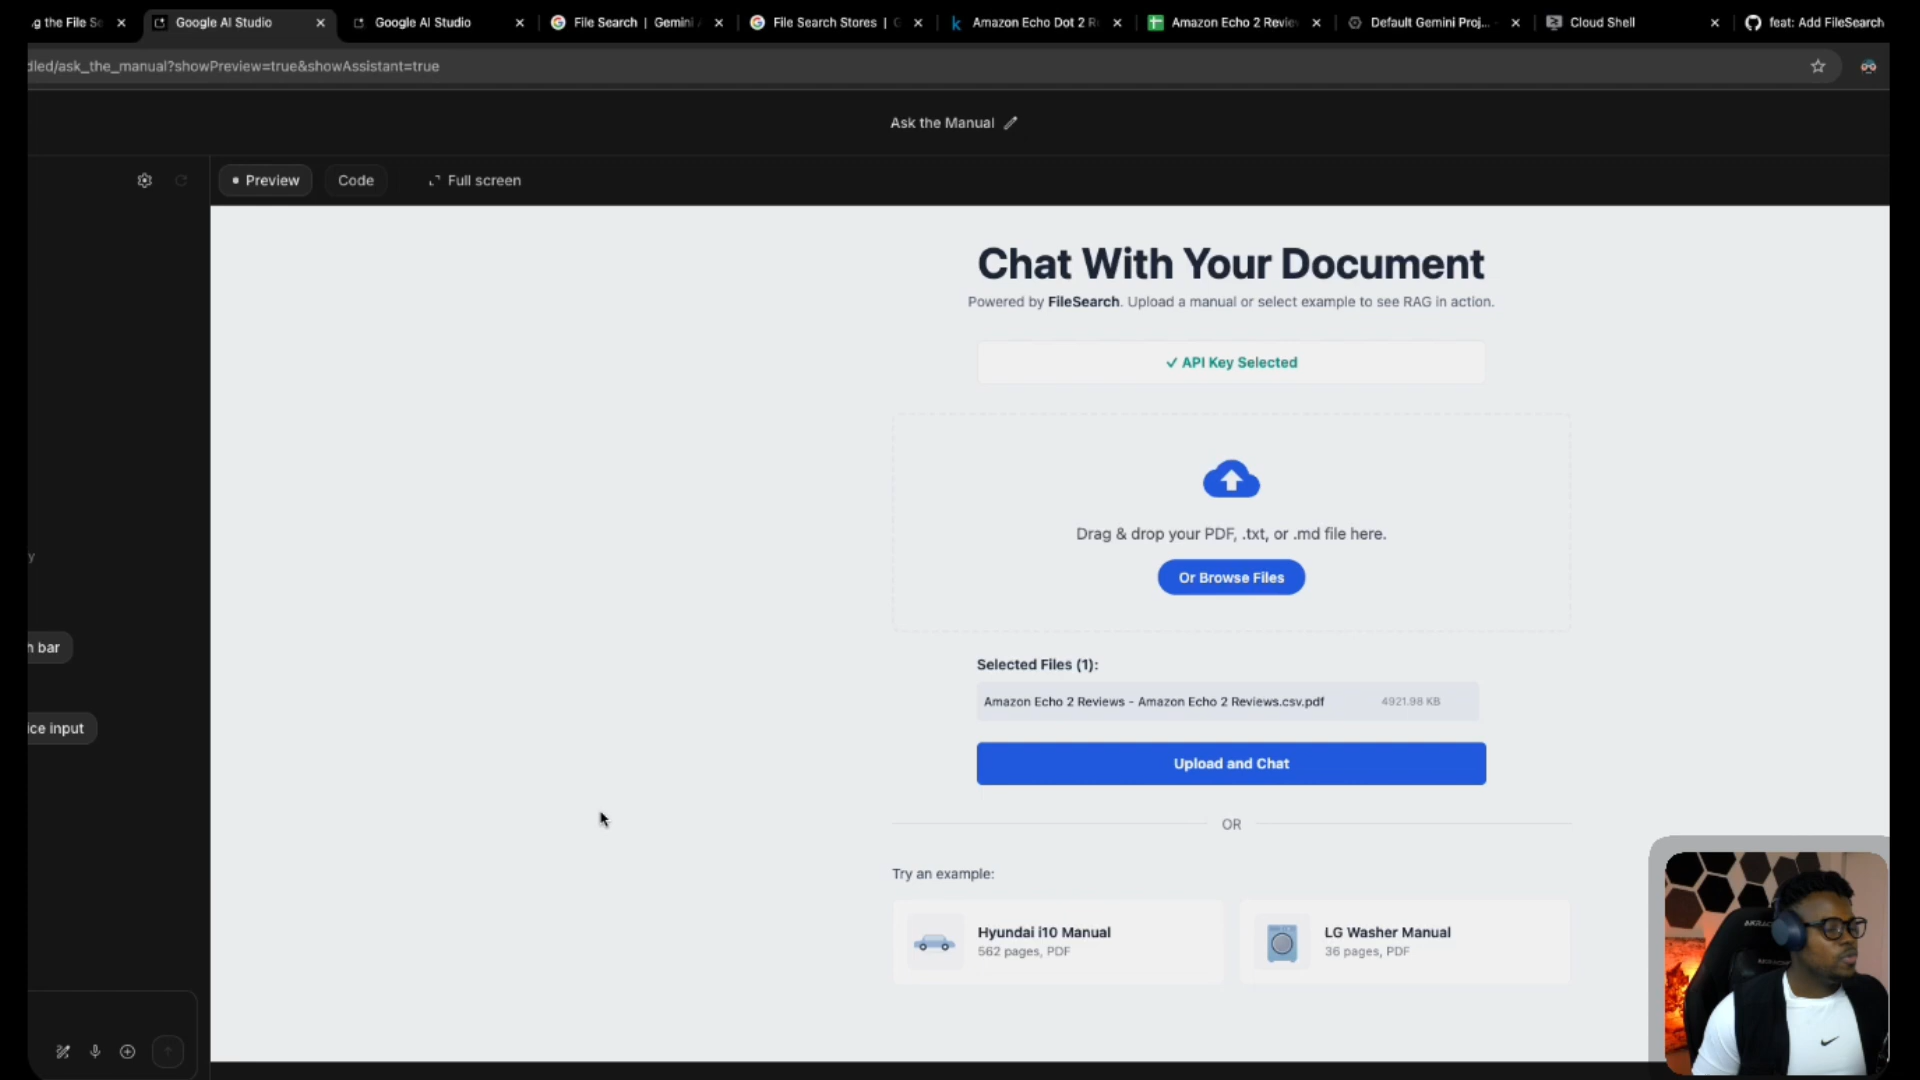 g the File Se
Google AI Studio
Google AI Studio
File Search | Gemini
File Search Stores |
Amazon Echo Dot 2 R
Amazon Echo 2 Revie
Default Gemini Proj...
Cloud Shell
feat: Add FileSearch
dled/ask_the_manual?showPreview=true&showAssistant=true
Ask the Manual
Preview
Code
Full screen
Chat With Your Document
Powered by FileSearch. Upload a manual or select example to see RAG in action.
✓ API Key Selected
Drag & drop your PDF, .txt, or .md file here.
Or Browse Files
y
h bar
Selected Files (1):
Amazon Echo 2 Reviews - Amazon Echo 2 Reviews.csv.pdf 4921.98 KB
ice input
Upload and Chat
OR
Try an example:
Hyundai i10 Manual
562 pages, PDF
LG Washer Manual
36 pages, PDF